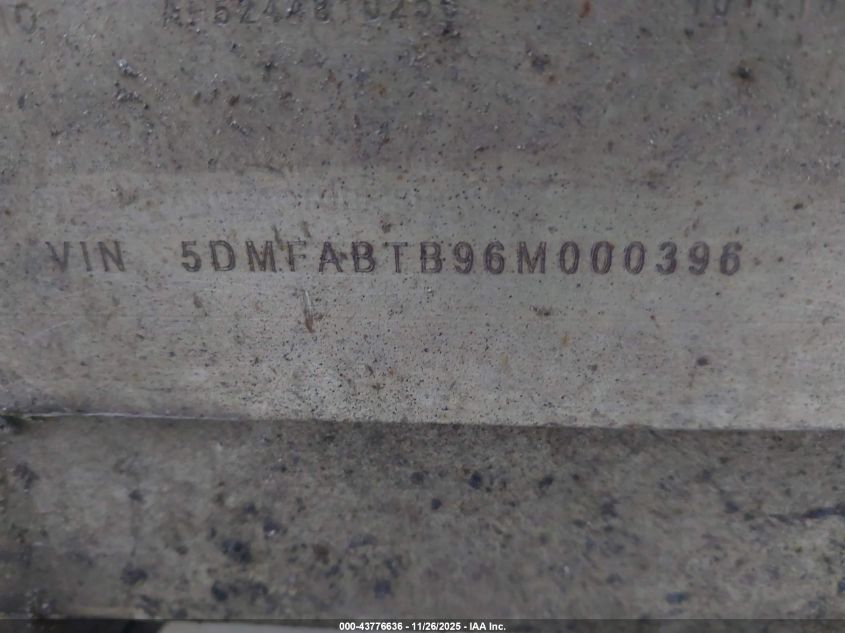 VIN 5DMFABTB96M000396
000-43776636 - 11/26/2025 - IAA Inc.